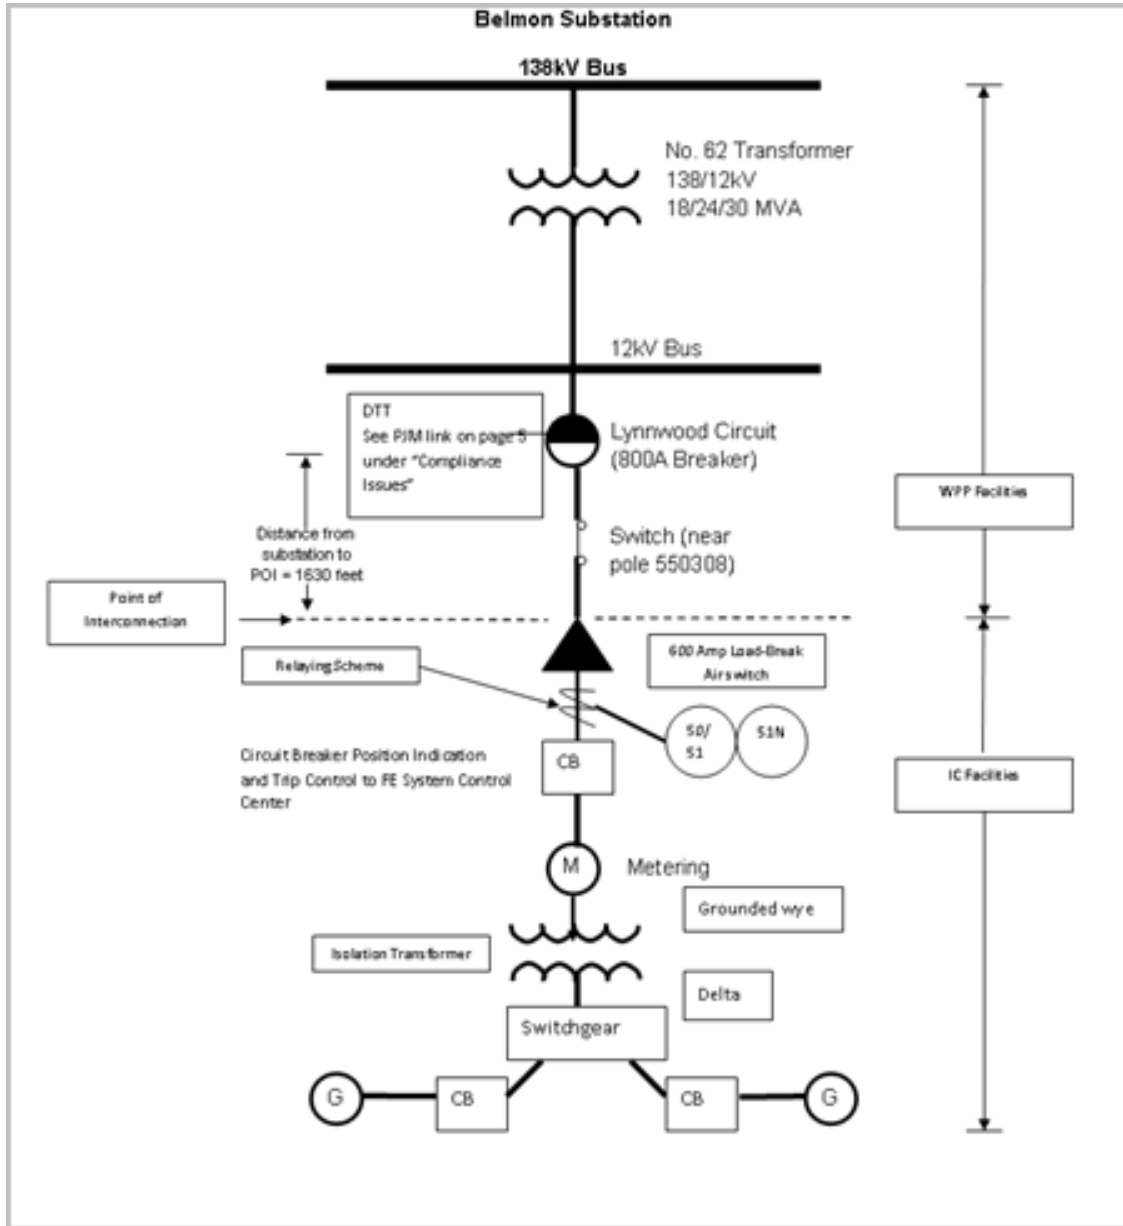 Belmon Substation
138kV Bus
No. 62 Transformer
138/12kV
18/24/30 MVA
12kV Bus
DTT
See PJM link on page 5
under "Compliance
Issues"
Lynnwood Circuit
(800A Breaker)
WPP Facilities
Distance from
substation to
POI = 1630 feet
Switch (near
pole 550308)
Point of
Interconnection
Relaying Scheme
600 Amp Load-Break
Air switch
50/
51
51N
Circuit Breaker Position Indication
and Trip Control to FE System Control
Center
CB
IC Facilities
M
Metering
Grounded wye
Isolation Transformer
Delta
Switchgear
G
CB
CB
G